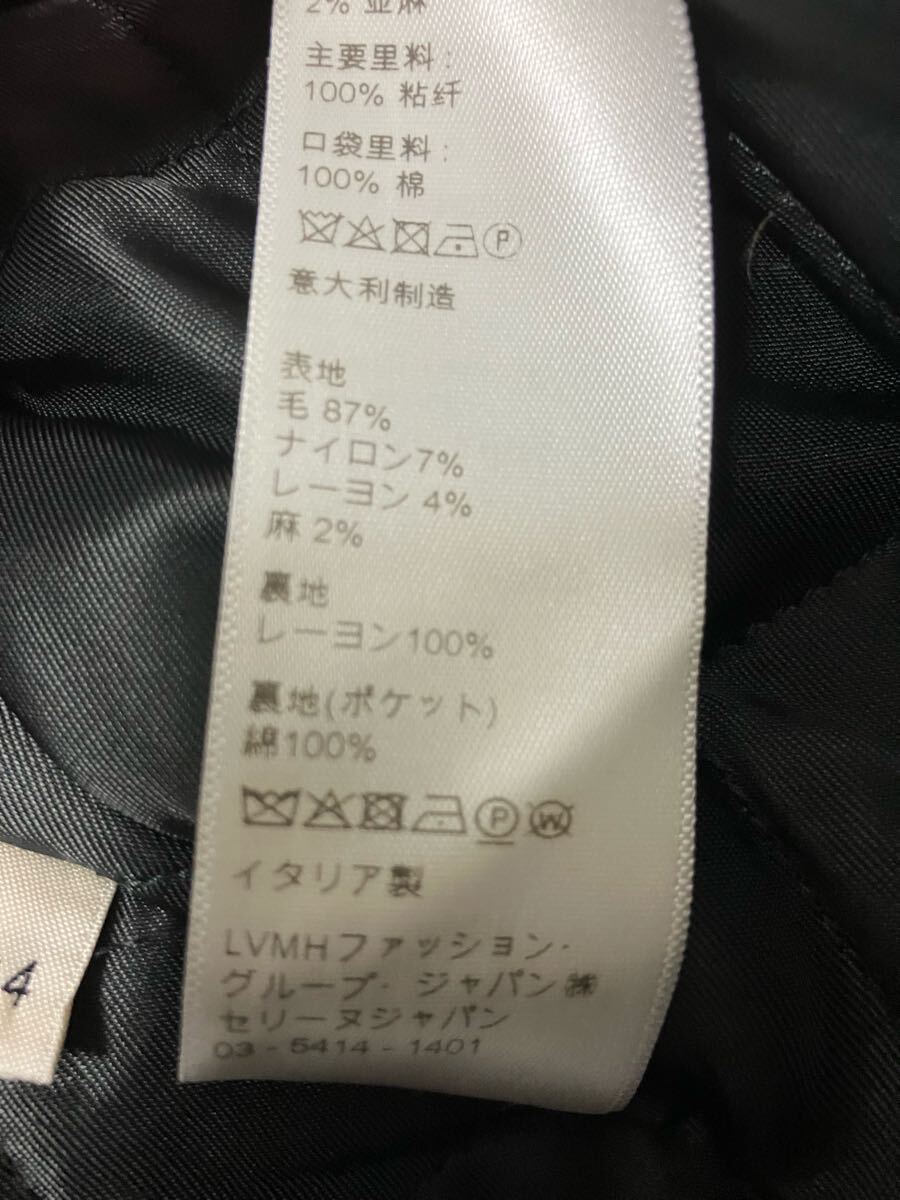 2% 亚麻
主要里料:
100% 粘纤
口袋里料:
100% 棉
P
意大利制造
表地
毛 87%
ナイロン7%
レーヨン 4%
麻 2%
裏地
レーヨン100%
裏地(ポケット)
綿100%
P W
イタリア製
LVMHファッション・
グループ・ジャパン㈱
セリーヌジャパン
03-5414-1401
4